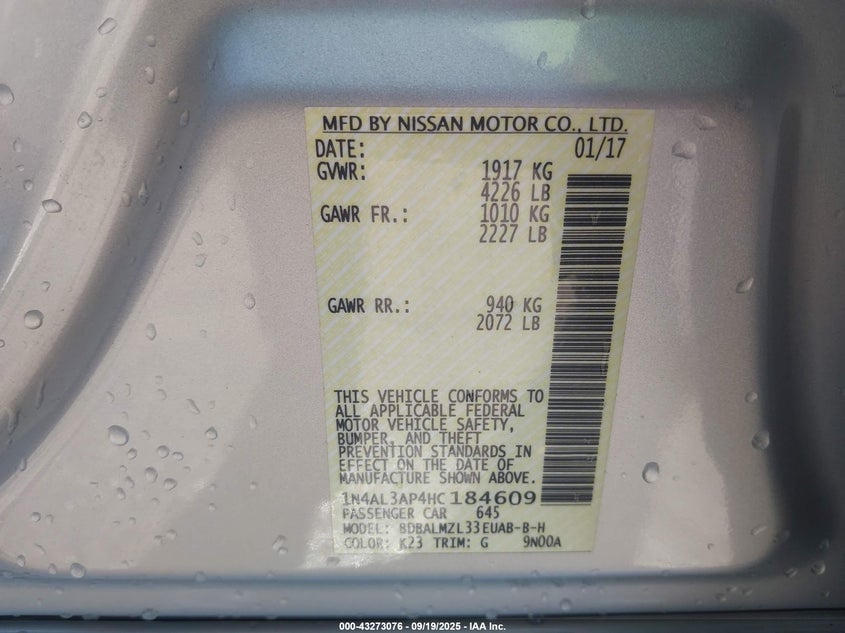 MFD BY NISSAN MOTOR CO., LTD.
DATE: 01/17
GVWR: 1917 KG
4226 LB
GAWR FR.: 1010 KG
2227 LB
GAWR RR.: 940 KG
2072 LB
THIS VEHICLE CONFORMS TO
ALL APPLICABLE FEDERAL
MOTOR VEHICLE SAFETY,
BUMPER, AND THEFT
PREVENTION STANDARDS IN
EFFECT ON THE DATE OF
MANUFACTURE SHOWN ABOVE.
1N4AL3AP4HC184609
PASSENGER CAR 645
MODEL: BDBALMZL33EUAB-B-H
COLOR: K23 TRIM: G 9N00A
000-43273076 - 09/19/2025 - IAA Inc.